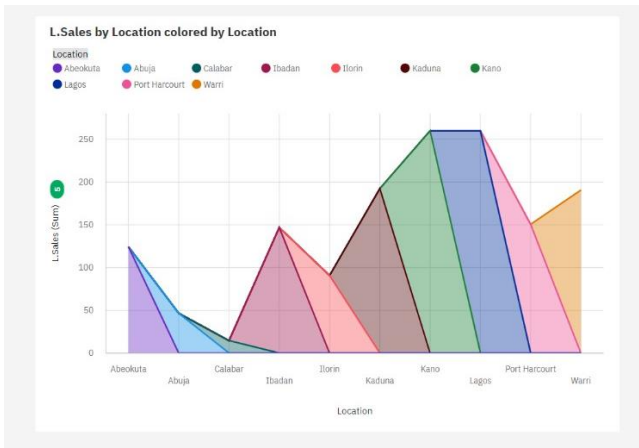 L.Sales by Location colored by Location
Location
Abeokuta Abuja Calabar Ibadan Ilorin Kaduna Kano
Lagos Port Harcourt Warri
250
200
150
100
50
0
L.Sales (Sum)
Abeokuta Calabar Ilorin Kano Port Harcourt
Abuja Ibadan Kaduna Lagos Warri
Location